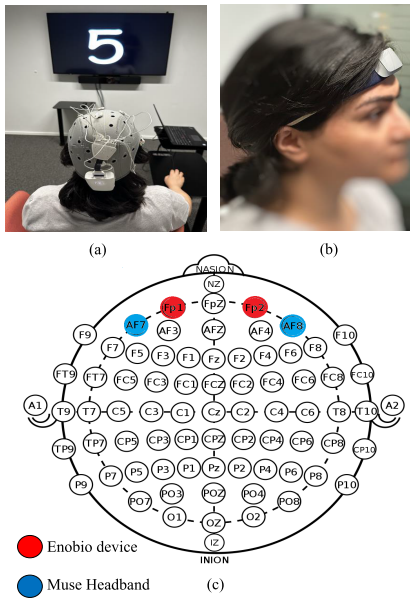 5
(a) (b)
NASION
NZ
Fp1 FpZ Fp2
AF7 AF3 AFZ AF4 AF8
F9 F7 F5 F3 F1 Fz F2 F4 F6 F8 F10
FT9 FT7 FC5 FC3 FC1 FCZ FC2 FC4 FC6 FC8 FC10
A1 T9 T7 C5 C3 C1 Cz C2 C4 C6 T8 T10 A2
TP9 TP7 CP5 CP3 CP1 CPZ CP2 CP4 CP6 CP8 CP10
P9 P7 P5 P3 P1 Pz P2 P4 P6 P8 P10
PO7 PO3 POZ PO4 PO8
O1 OZ O2
IZ
INION
Enobio device
Muse Headband
(c)